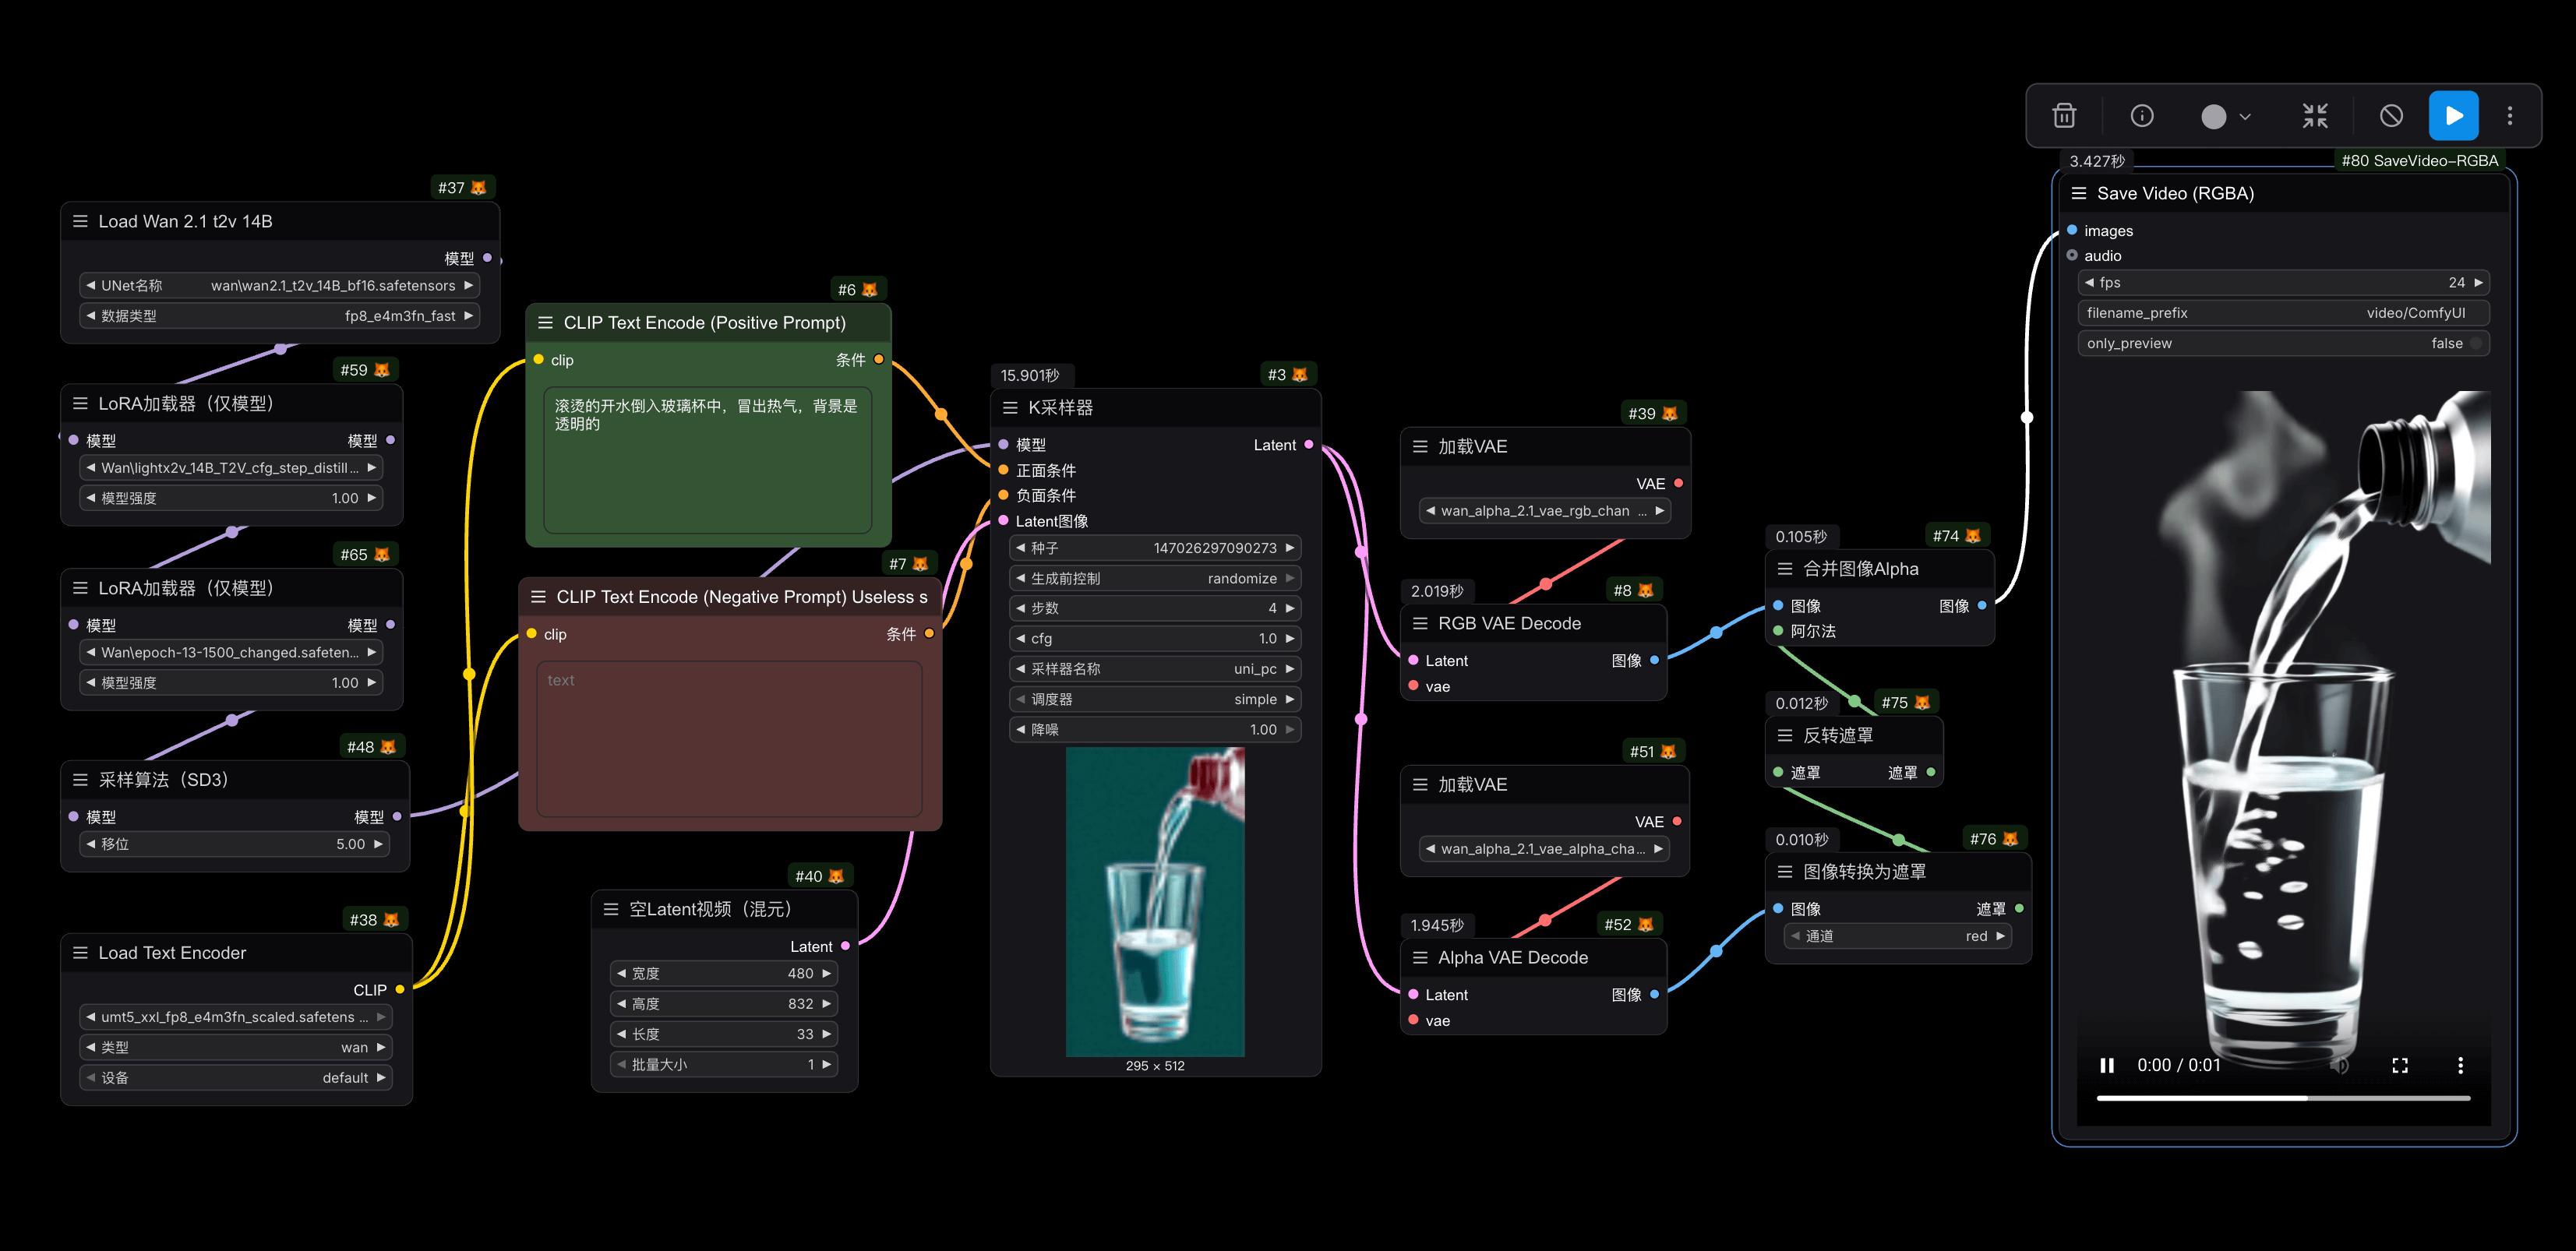 #37
Load Wan 2.1 t2v 14B
模型
UNet名称 wan\wan2.1_t2v_14B_bf16.safetensors
数据类型 fp8_e4m3fn_fast
#59
LoRA加载器（仅模型）
模型 模型
Wan\lightx2v_14B_T2V_cfg_step_distill...
模型强度 1.00
#65
LoRA加载器（仅模型）
模型 模型
Wan\epoch-13-1500_changed.safeten...
模型强度 1.00
#48
采样算法（SD3）
模型 模型
移位 5.00
#38
Load Text Encoder
CLIP
umt5_xxl_fp8_e4m3fn_scaled.safetens ...
类型 wan
设备 default
#6
CLIP Text Encode (Positive Prompt)
clip 条件
滚烫的开水倒入玻璃杯中，冒出热气，背景是
透明的
#7
CLIP Text Encode (Negative Prompt) Useless s
clip 条件
text
#40
空Latent视频（混元）
Latent
宽度 480
高度 832
长度 33
批量大小 1
15.901秒 #3
K采样器
模型 Latent
正面条件
负面条件
Latent图像
种子 147026297090273
生成前控制 randomize
步数 4
cfg 1.0
采样器名称 uni_pc
调度器 simple
降噪 1.00
295 × 512
#39
加载VAE
VAE
wan_alpha_2.1_vae_rgb_chan ...
2.019秒 #8
RGB VAE Decode
Latent 图像
vae
#51
加载VAE
VAE
wan_alpha_2.1_vae_alpha_cha...
1.945秒 #52
Alpha VAE Decode
Latent 图像
vae
0.105秒 #74
合并图像Alpha
图像 图像
阿尔法
0.012秒 #75
反转遮罩
遮罩 遮罩
0.010秒 #76
图像转换为遮罩
图像 遮罩
通道 red
3.427秒 #80 SaveVideo-RGBA
Save Video (RGBA)
images
audio
fps 24
filename_prefix video/ComfyUI
only_preview false
0:00 / 0:01